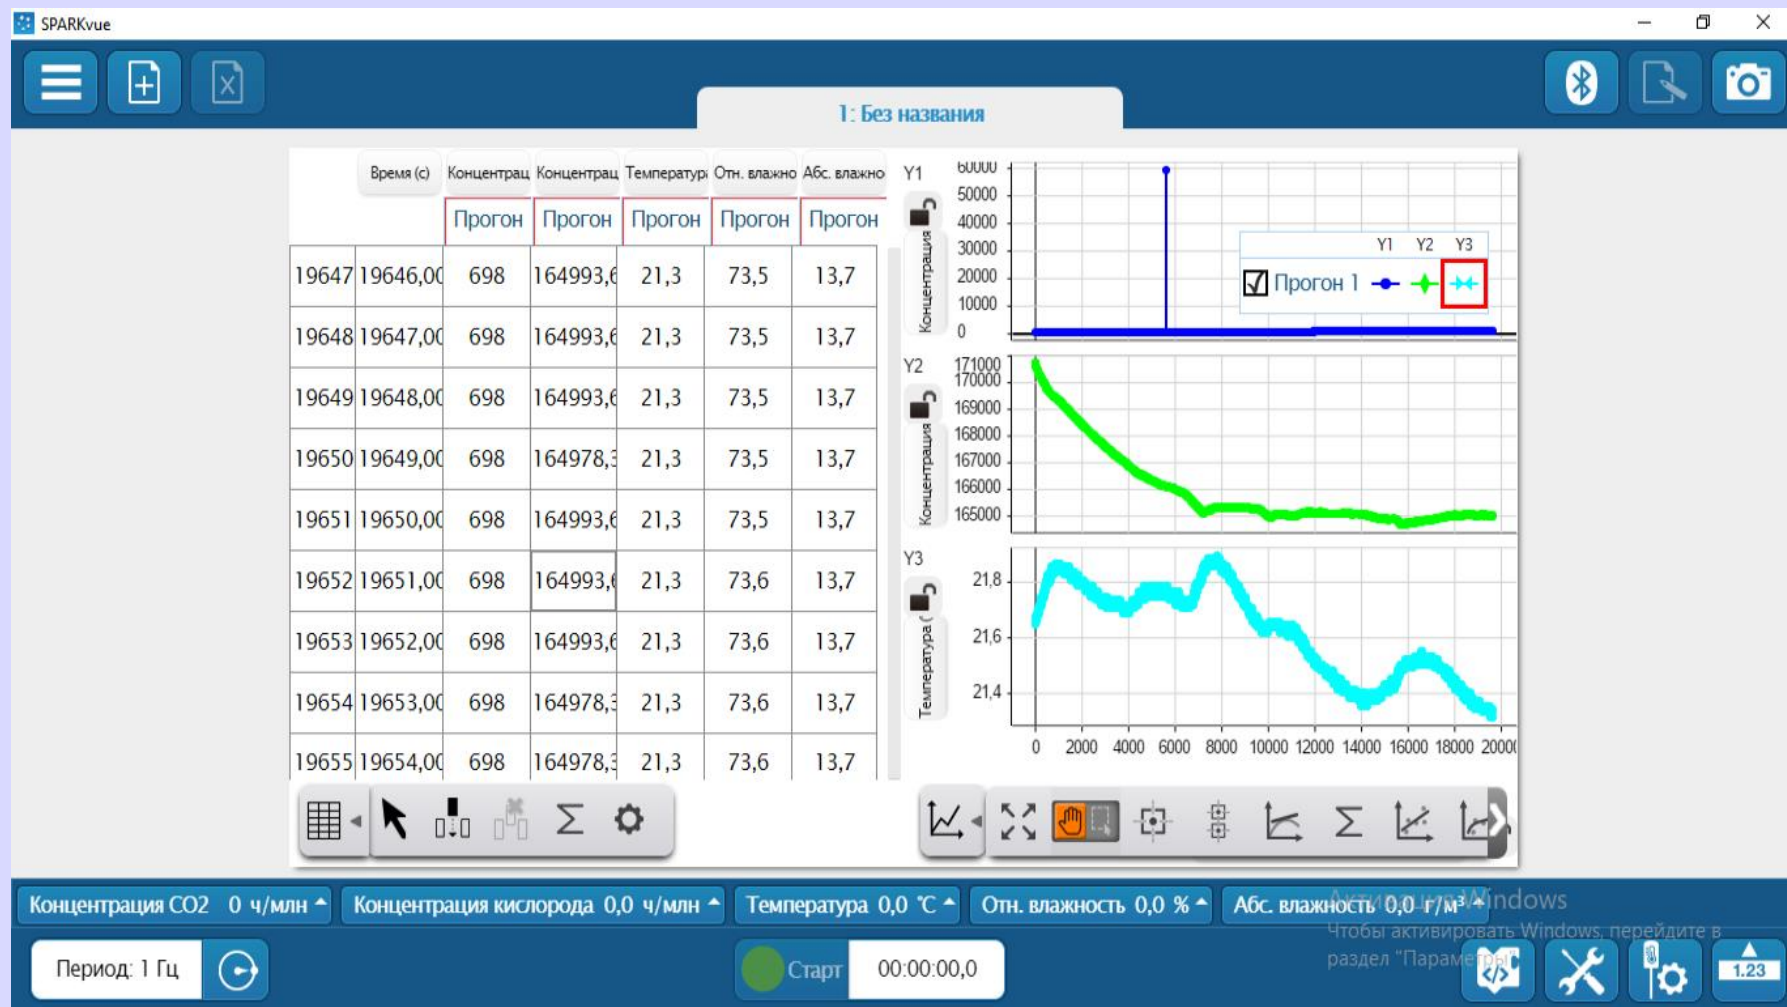 SPARKvue
1: Без названия
Время (с) Концентрац Концентрац Температура Отн. влажно Абс. влажно
Прогон Прогон Прогон Прогон Прогон
19647 19646,00 698 164993,6 21,3 73,5 13,7
19648 19647,00 698 164993,6 21,3 73,5 13,7
19649 19648,00 698 164993,6 21,3 73,5 13,7
19650 19649,00 698 164978,3 21,3 73,5 13,7
19651 19650,00 698 164993,6 21,3 73,5 13,7
19652 19651,00 698 164993,6 21,3 73,6 13,7
19653 19652,00 698 164993,6 21,3 73,6 13,7
19654 19653,00 698 164978,3 21,3 73,6 13,7
19655 19654,00 698 164978,3 21,3 73,6 13,7
Y1
Концентрация
60000
50000
40000
30000
20000
10000
0
Y1 Y2 Y3
Прогон 1
Y2
Концентрация
171000
170000
169000
168000
167000
166000
165000
Y3
Температура (
21,8
21,6
21,4
0 2000 4000 6000 8000 10000 12000 14000 16000 18000 20000
Концентрация CO2 0 ч/млн
Концентрация кислорода 0,0 ч/млн
Температура 0,0 °C
Отн. влажность 0,0 %
Абс. влажность 0,0 г/м³
Активация Windows
Чтобы активировать Windows, перейдите в
раздел "Параметры".
Период: 1 Гц
Старт 00:00:00,0
1.23